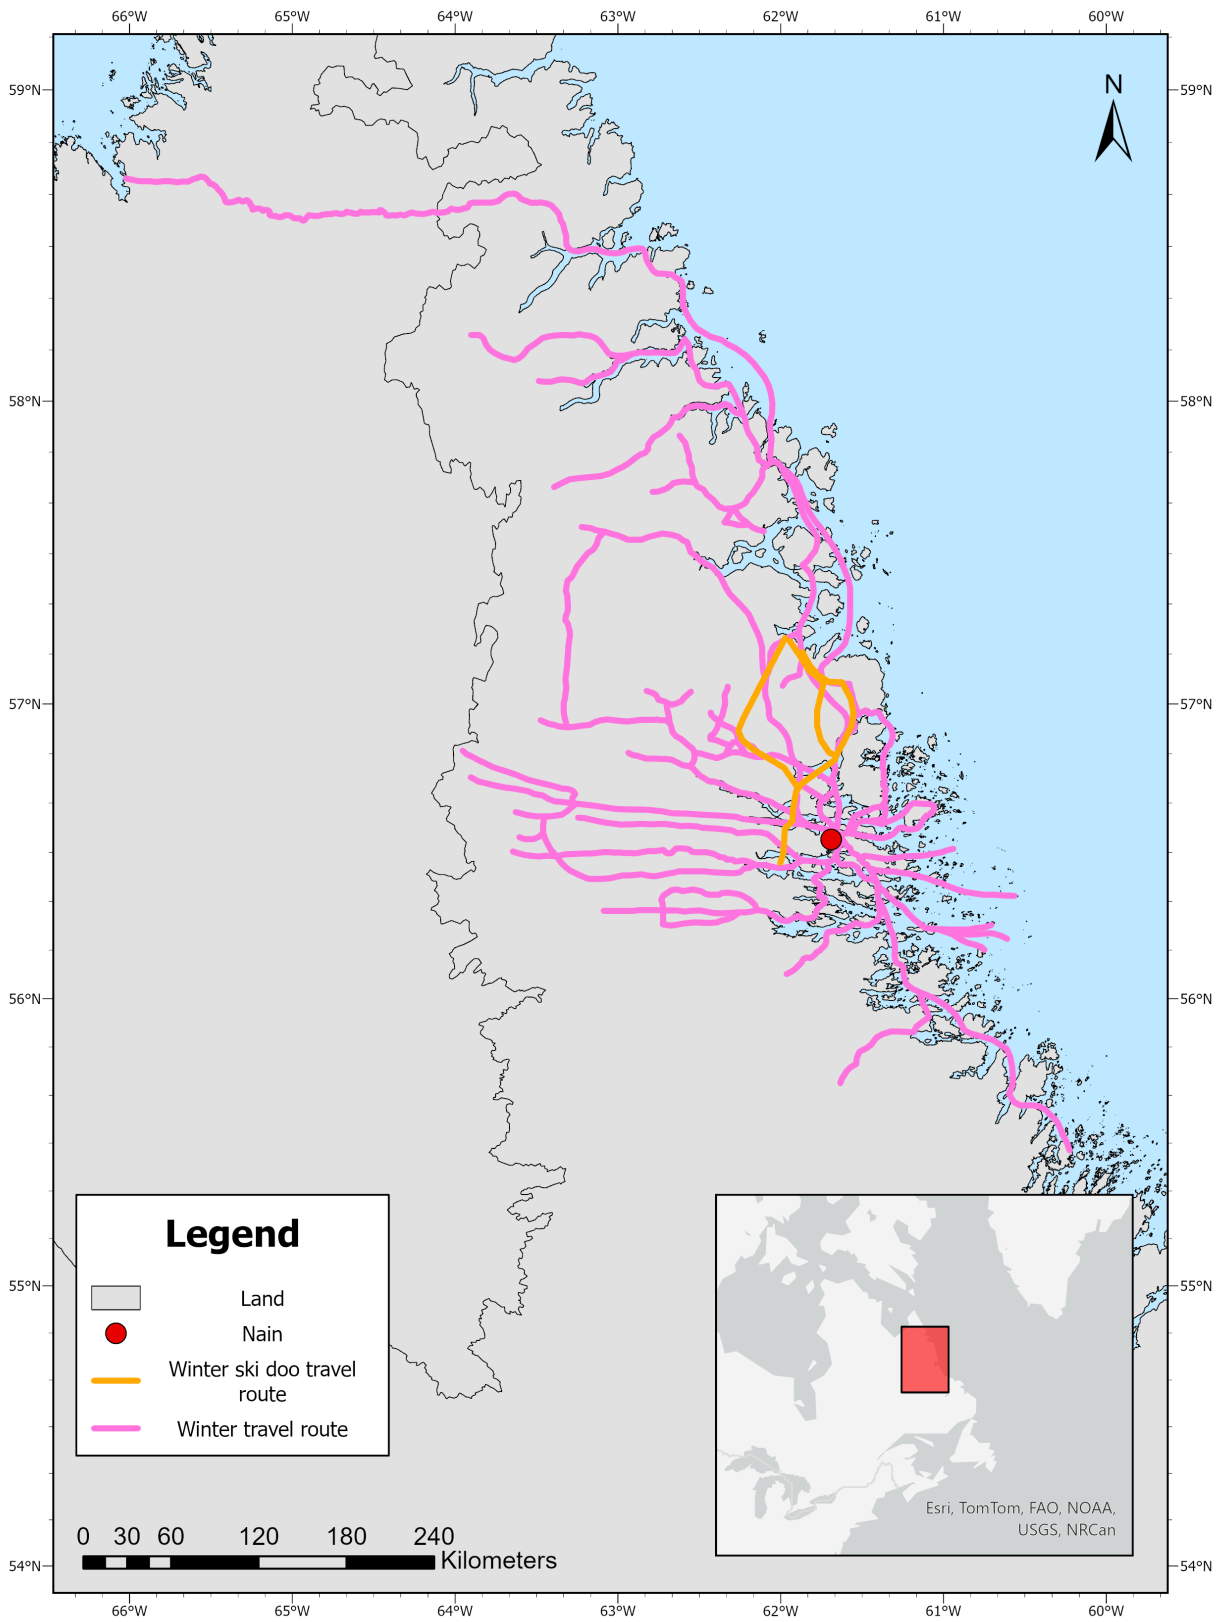 66°W 65°W 64°W 63°W 62°W 61°W 60°W
59°N 59°N
N
58°N 58°N
57°N 57°N
56°N 56°N
55°N 55°N
Legend
Land
Nain
Winter ski doo travel
route
Winter travel route
Esri, TomTom, FAO, NOAA,
USGS, NRCan
0 30 60 120 180 240
Kilometers
54°N 54°N
66°W 65°W 64°W 63°W 62°W 61°W 60°W